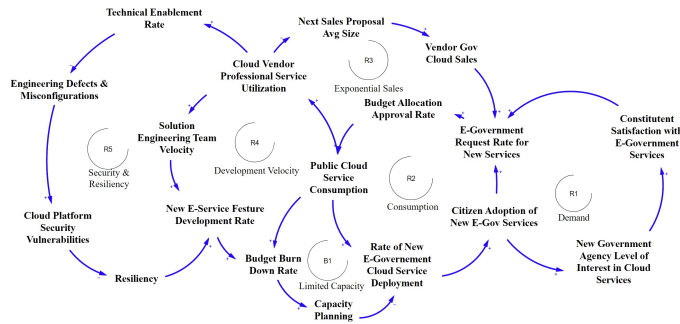 Technical Enablement
Rate
Next Sales Proposal
Avg Size
Vendor Gov
Cloud Sales
Cloud Vendor
Professional Service
Utilization
R3
Exponential Sales
Engineering Defects &
Misconfigurations
Budget Allocation
Approval Rate
Solution
Engineering Team
Velocity
R5
Security &
Resiliency
R4
Development Velocity
E-Government
Request Rate for
New Services
Constitutent
Satisfaction with
E-Government
Services
Public Cloud
Service
Consumption
R2
Consumption
R1
Demand
Cloud Platform
Security
Vulnerabilities
New E-Service Festure
Development Rate
Citizen Adoption of
New E-Gov Services
Resiliency
Budget Burn
Down Rate
B1
Limited Capacity
Rate of New
E-Governement
Cloud Service
Deployment
New Government
Agency Level of
Interest in Cloud
Services
Capacity
Planning